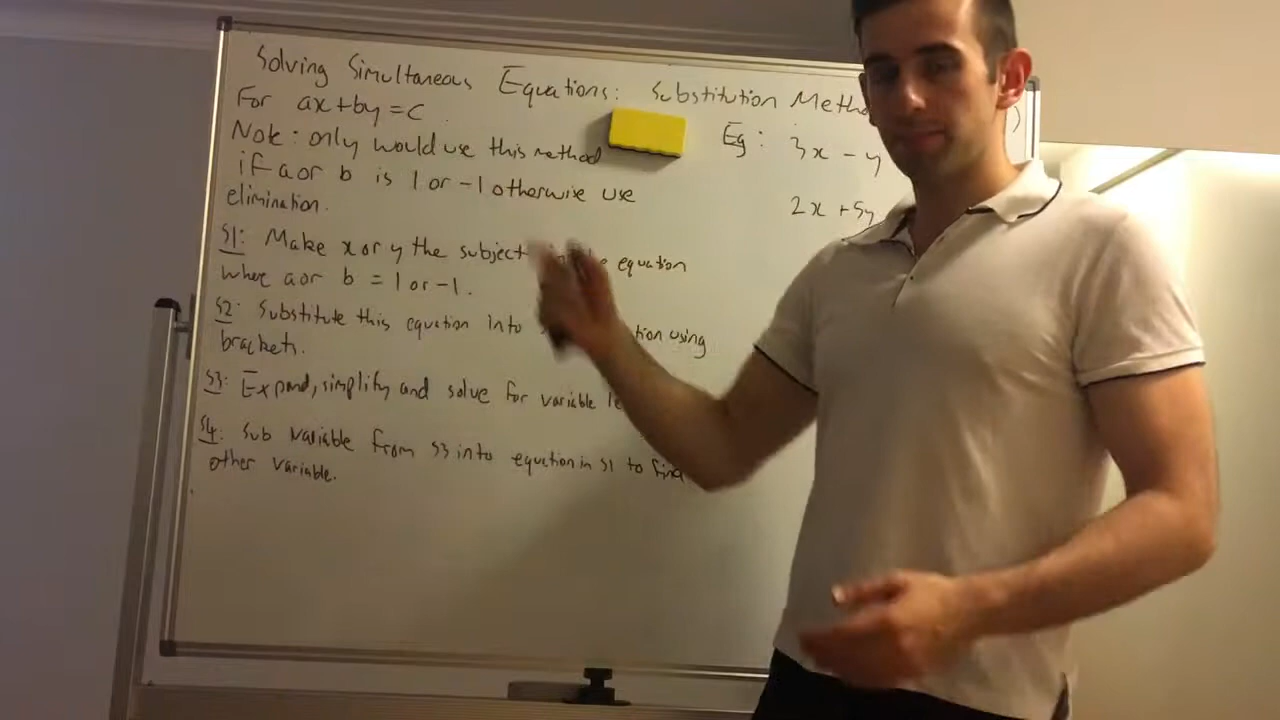 Solving Simultaneous Equations: Substitution
For ax+by=c
Eg: 3x - y
Note: only would use this method
if a or b is 1 or -1 otherwise use
2x + 5y
elimination.
S1: Make x or y the subject equation
where a or b = 1 or -1.
S2: Substitute this equation into using
brackets.
S3: Expand, simplify and solve for variable
S4: Sub variable from S3 into equation in S1 to find
other variable.